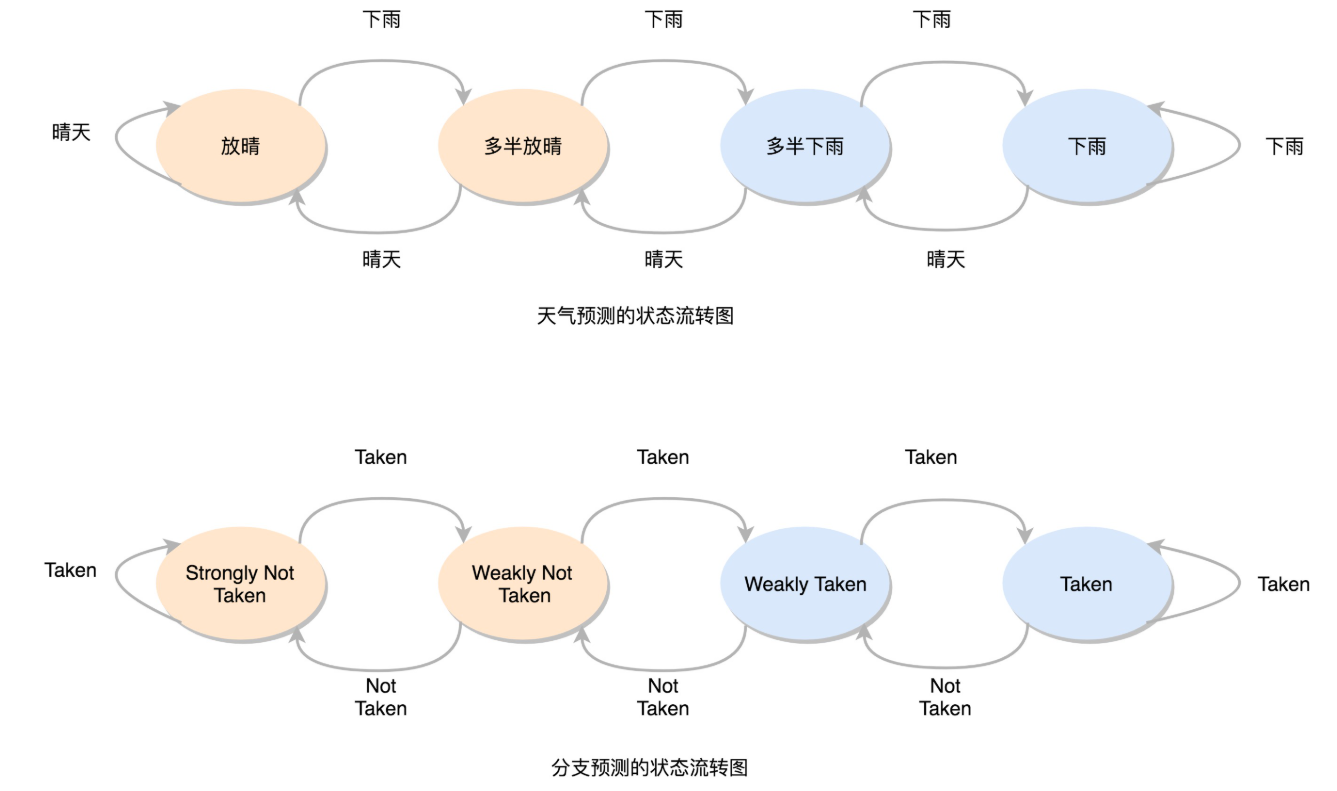 下雨
下雨
下雨
晴天
放晴
多半放晴
多半下雨
下雨
下雨
晴天
晴天
晴天
天气预测的状态流转图
Taken
Taken
Taken
Taken
Strongly Not
Taken
Weakly Not
Taken
Weakly Taken
Taken
Taken
Not
Taken
Not
Taken
Not
Taken
分支预测的状态流转图